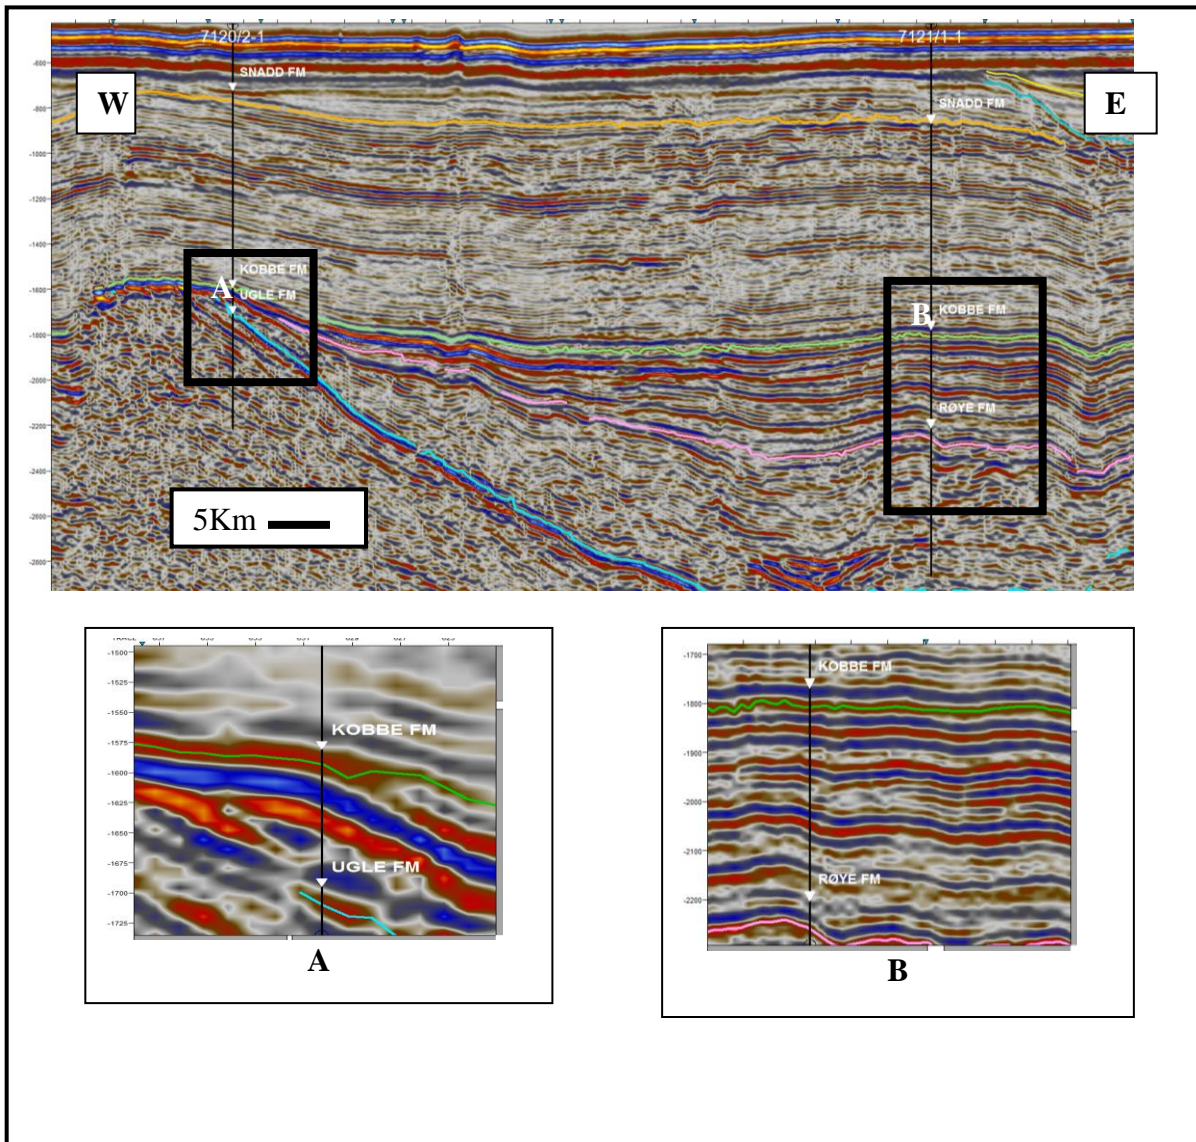 7120/2-1 7121/1-1
-600
SNADD FM
W E
-800 SNADD FM
-1000
-1200
-1400
KOBBE FM
-1600 A UGLE FM
B KOBBE FM
-1800
-2000
RØYE FM
-2200
-2400
5Km
-2600
-2800
-1500
-1525
-1550
KOBBE FM
-1575
-1600
-1625
-1650
-1675
UGLE FM
-1700
-1725
A
-1700
KOBBE FM
-1800
-1900
-2000
-2100
RØYE FM
-2200
B